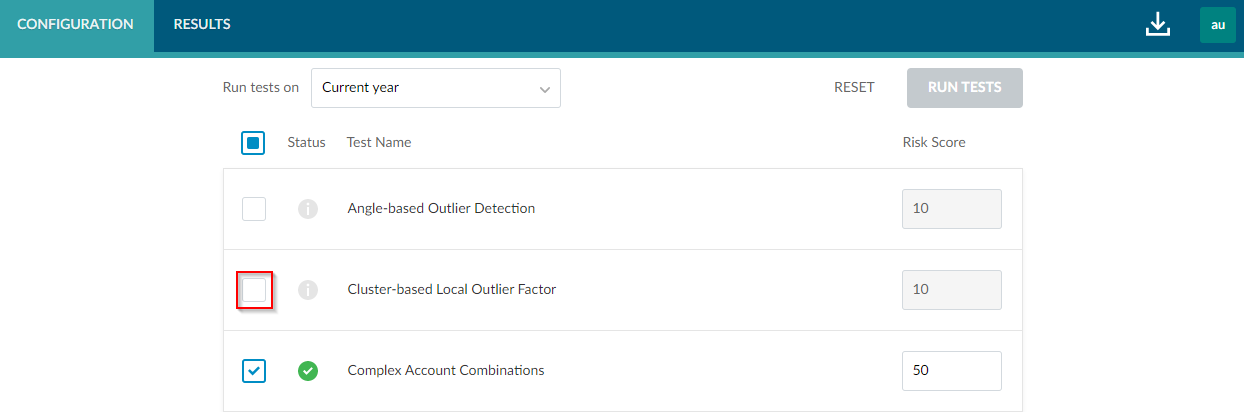 CONFIGURATION RESULTS au
Run tests on Current year RESET RUN TESTS
Status Test Name Risk Score
Angle-based Outlier Detection 10
Cluster-based Local Outlier Factor 10
Complex Account Combinations 50